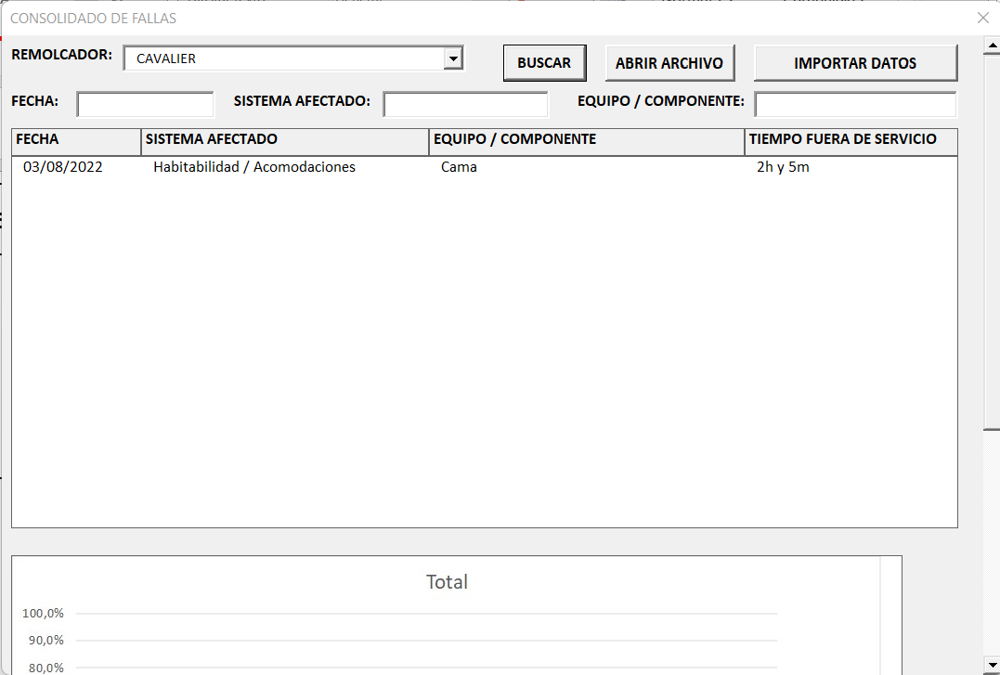 CONSOLIDADO DE FALLAS
REMOLCADOR: CAVALIER BUSCAR ABRIR ARCHIVO IMPORTAR DATOS
FECHA: SISTEMA AFECTADO: EQUIPO / COMPONENTE:
FECHA SISTEMA AFECTADO EQUIPO / COMPONENTE TIEMPO FUERA DE SERVICIO
03/08/2022 Habitabilidad / Acomodaciones Cama 2h y 5m
Total
100,0%
90,0%
80,0%